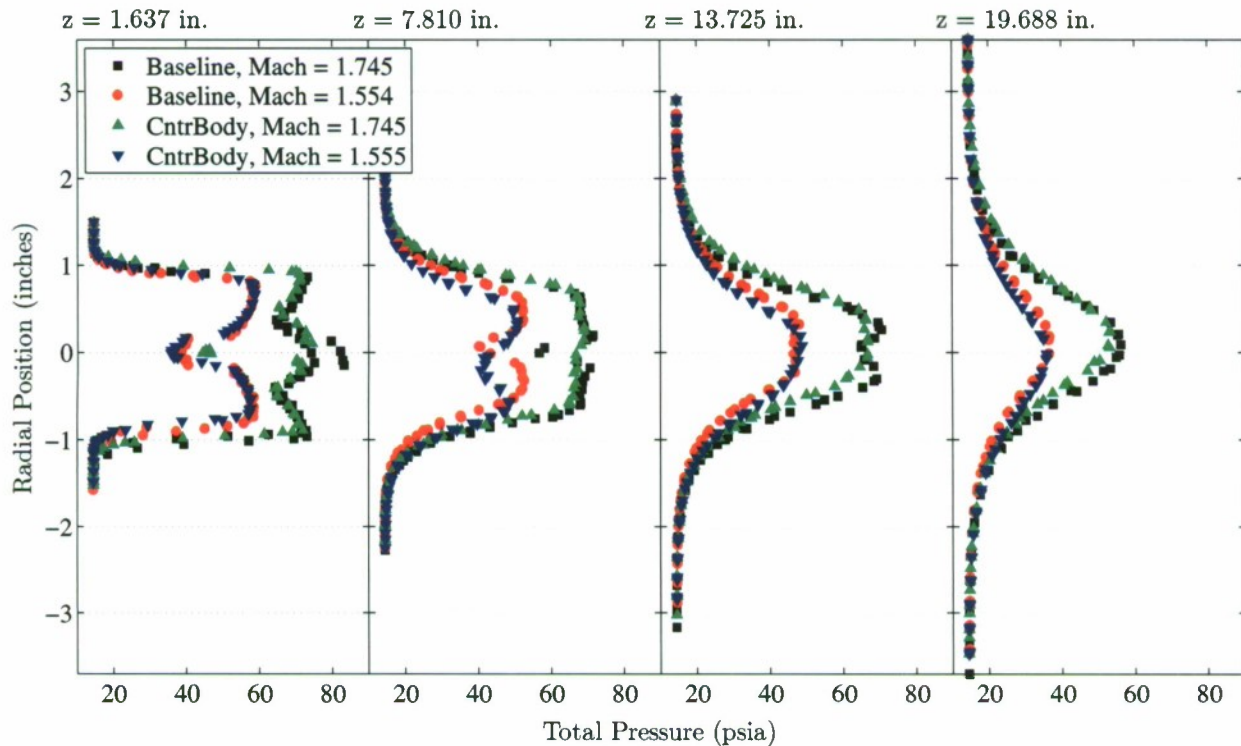 z = 1.637 in. z = 7.810 in. z = 13.725 in. z = 19.688 in.
Baseline, Mach = 1.745
Baseline, Mach = 1.554
CntrBody, Mach = 1.745
CntrBody, Mach = 1.555
3
2
1
0
−1
−2
−3
Radial Position (inches)
20 40 60 80 20 40 60 80 20 40 60 80 20 40 60 80
Total Pressure (psia)